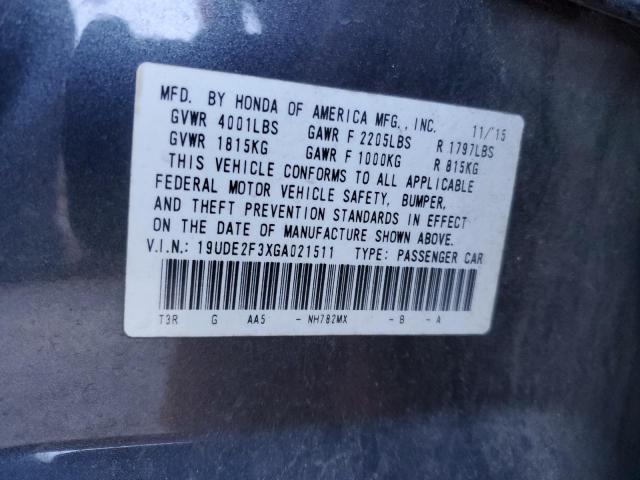 MFD. BY HONDA OF AMERICA MFG., INC. 11/'15
GVWR 4001LBS GAWR F 2205LBS R 1797LBS
GVWR 1815KG GAWR F 1000KG R 815KG
THIS VEHICLE CONFORMS TO ALL APPLICABLE
FEDERAL MOTOR VEHICLE SAFETY, BUMPER,
AND THEFT PREVENTION STANDARDS IN EFFECT
ON THE DATE OF MANUFACTURE SHOWN ABOVE.
V.I.N.: 19UDE2F3XGA021511 TYPE: PASSENGER CAR
T3R G AA5 - NH782MX - B - A